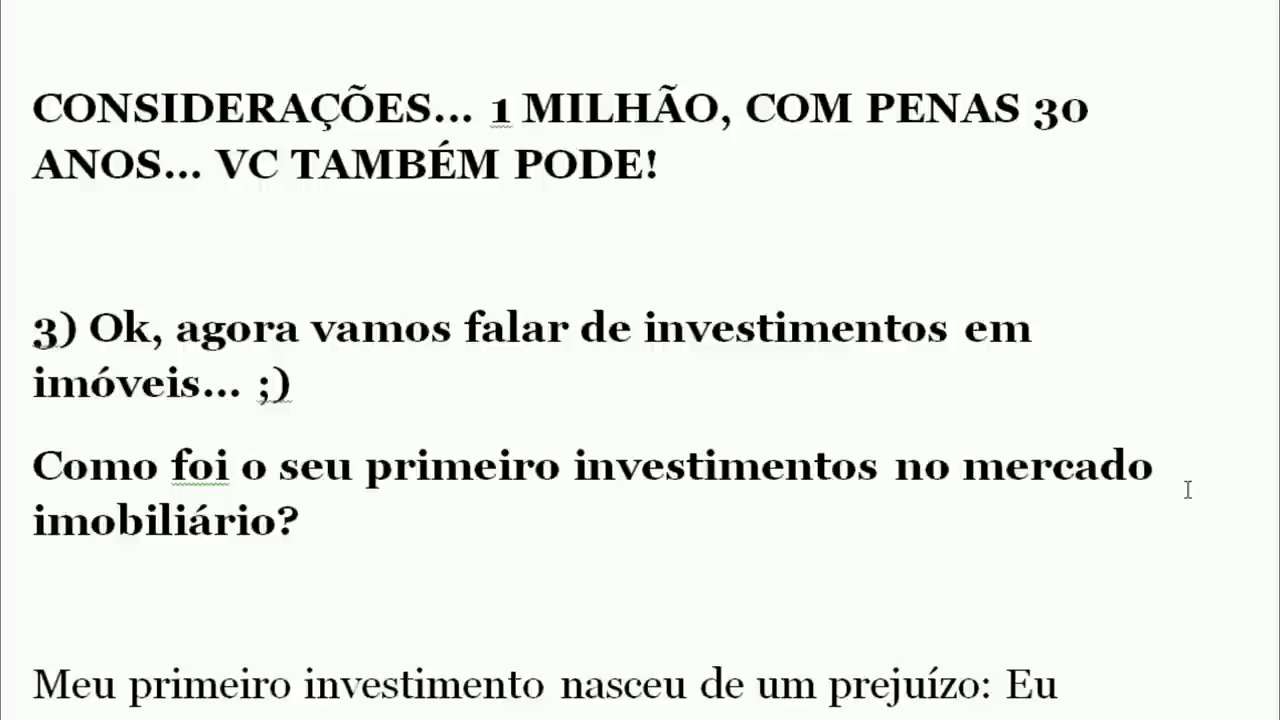 CONSIDERAÇÕES... 1 MILHÃO, COM PENAS 30
ANOS... VC TAMBÉM PODE!
3) Ok, agora vamos falar de investimentos em
imóveis... ;)
Como foi o seu primeiro investimentos no mercado
imobiliário?
Meu primeiro investimento nasceu de um prejuízo: Eu